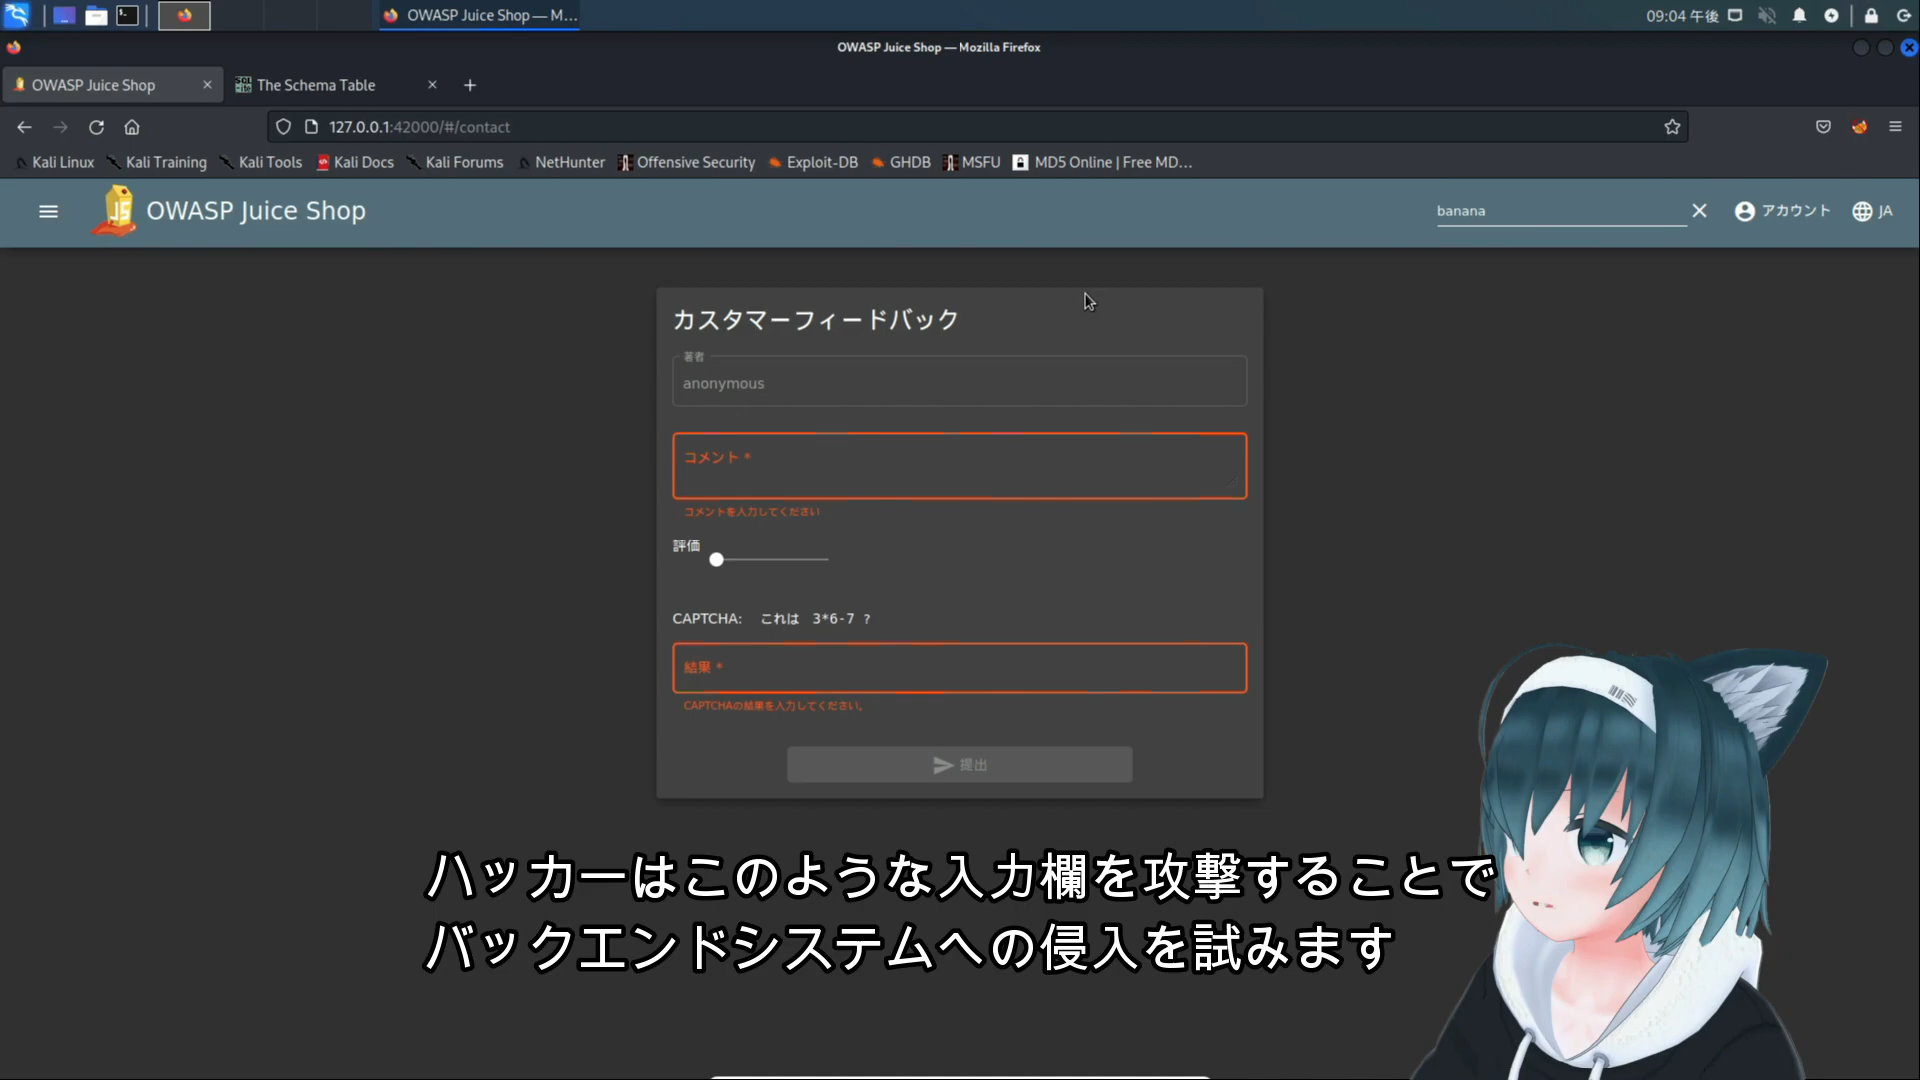 OWASP Juice Shop — M...
09:04 午後
OWASP Juice Shop — Mozilla Firefox
OWASP Juice Shop
The Schema Table
127.0.0.1:42000/#/contact
Kali Linux Kali Training Kali Tools Kali Docs Kali Forums NetHunter Offensive Security Exploit-DB GHDB MSFU MD5 Online | Free MD...
OWASP Juice Shop
banana
アカウント
JA
カスタマーフィードバック
著者
anonymous
コメント *
コメントを入力してください
評価
CAPTCHA: これは 3*6-7 ?
結果 *
CAPTCHAの結果を入力してください。
提出
ハッカーはこのような入力欄を攻撃することで
バックエンドシステムへの侵入を試みます